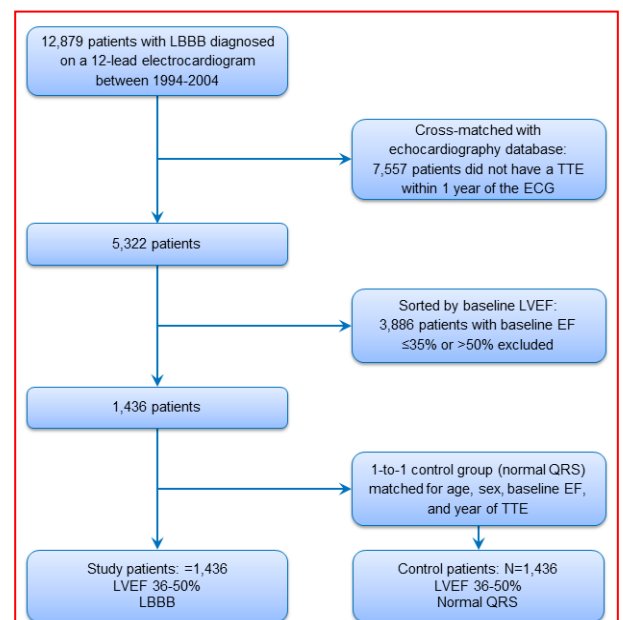 12,879 patients with LBBB diagnosed
on a 12-lead electrocardiogram
between 1994-2004
Cross-matched with
echocardiography database:
7,557 patients did not have a TTE
within 1 year of the ECG
5,322 patients
Sorted by baseline LVEF:
3,886 patients with baseline EF
≤35% or >50% excluded
1,436 patients
1-to-1 control group (normal QRS)
matched for age, sex, baseline EF,
and year of TTE
Study patients: =1,436
LVEF 36-50%
LBBB
Control patients: N=1,436
LVEF 36-50%
Normal QRS